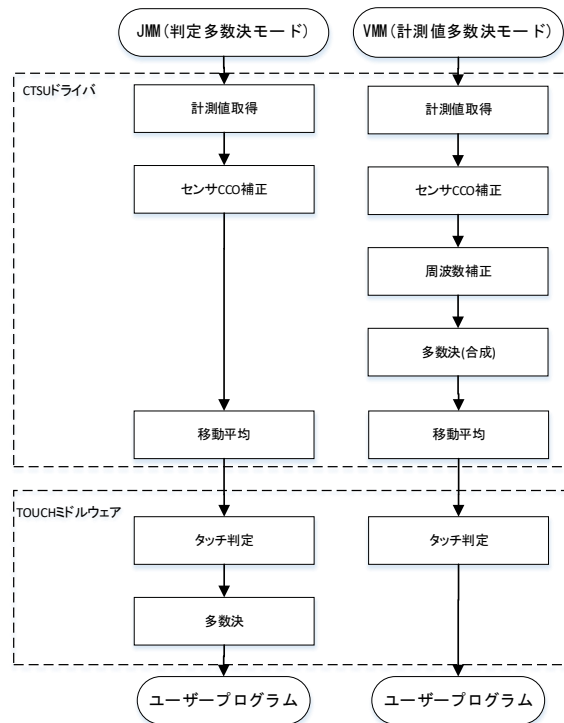 JMM(判定多数決モード)
VMM(計測値多数決モード)
CTSUドライバ
計測値取得
計測値取得
センサCCO補正
センサCCO補正
周波数補正
多数決(合成)
移動平均
移動平均
TOUCHミドルウェア
タッチ判定
タッチ判定
多数決
ユーザープログラム
ユーザープログラム